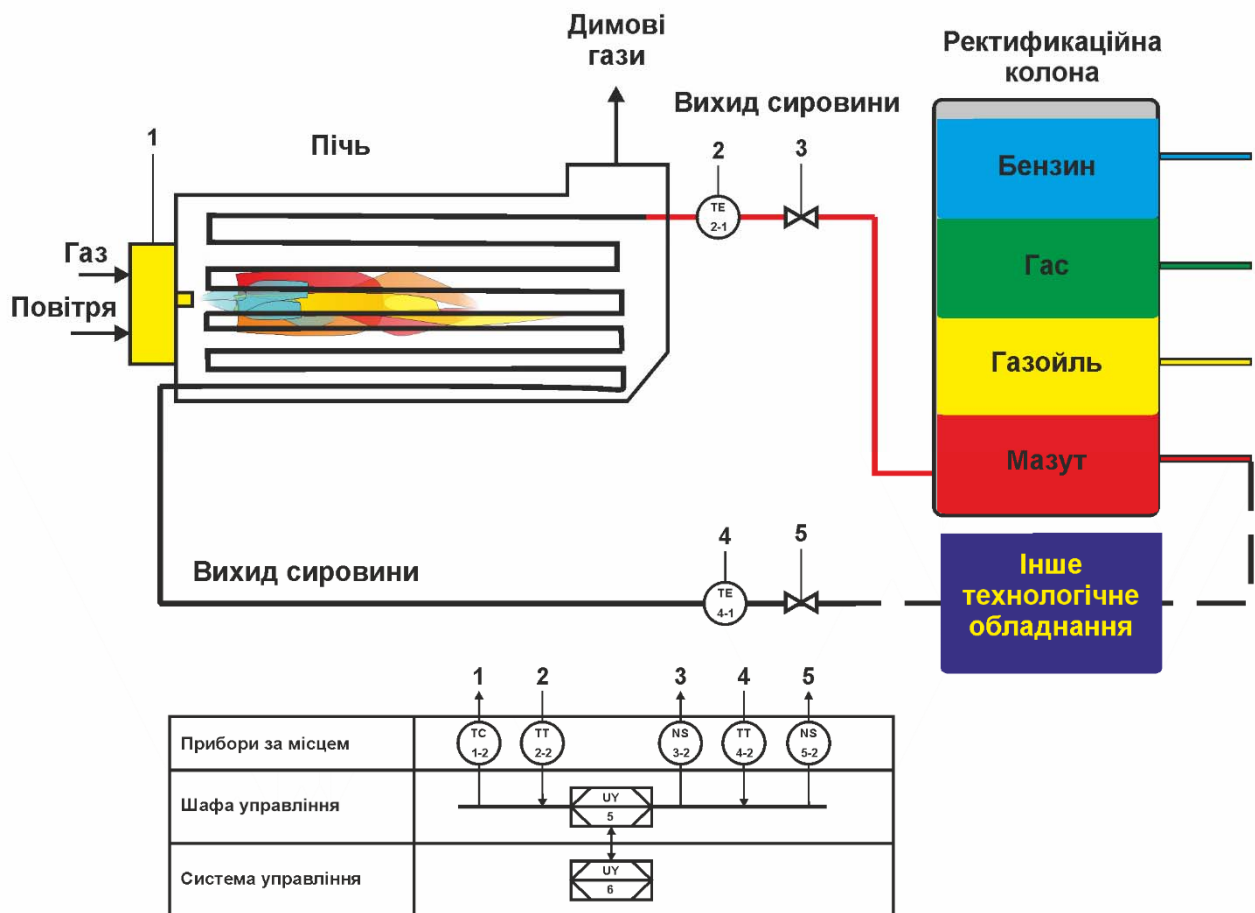 Димові
гази
Ректифікаційна
колона
Вихид сировини
1
Пічь
2
3
TE
2-1
Бензин
Газ
Повітря
Гас
Газойль
Мазут
4
5
Вихид сировини
TE
4-1
Інше
технологічне
обладнання
1
2
3
4
5
Прибори за місцем
TC
1-2
TT
2-2
NS
3-2
TT
4-2
NS
5-2
Шафа управління
UY
5
Система управління
UY
6